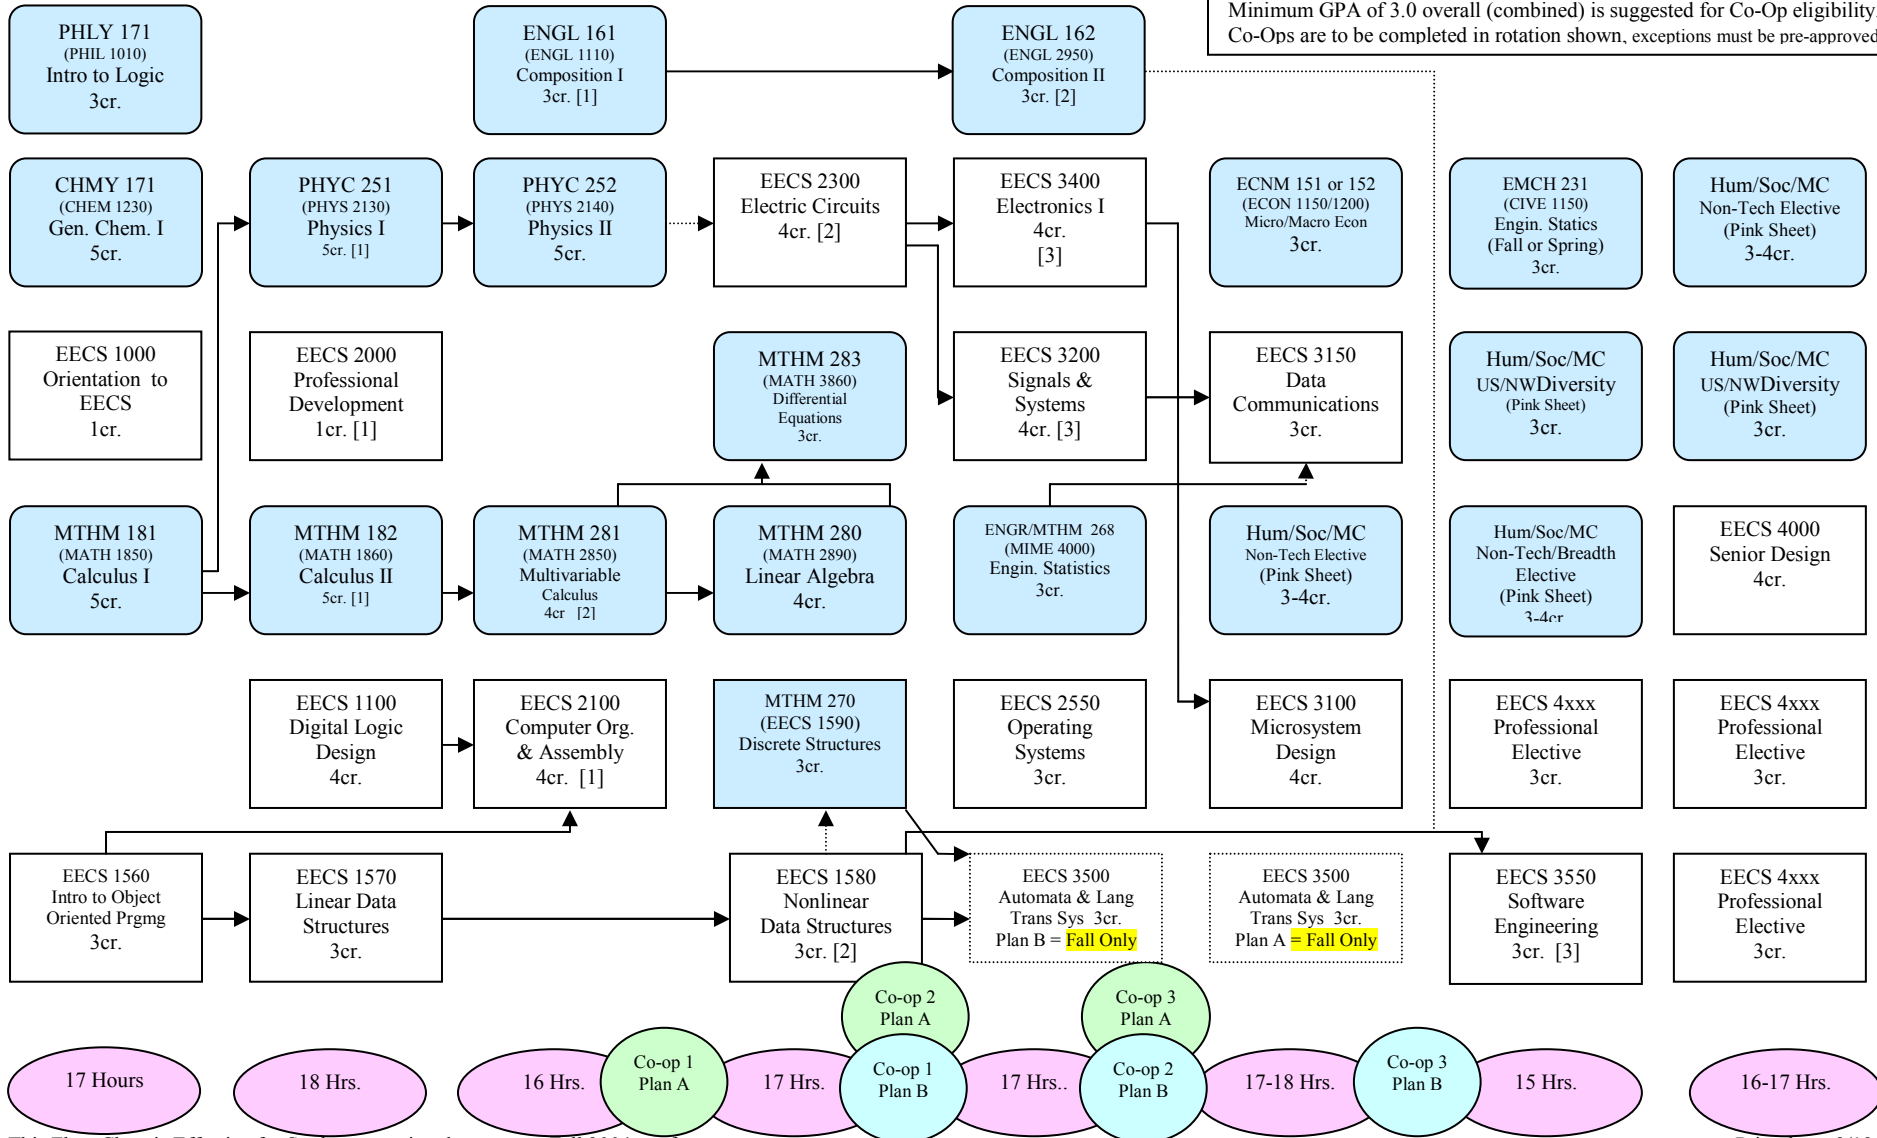 Minimum GPA of 3.0 overall (combined) is suggested for Co-Op eligibility.
Co-Ops are to be completed in rotation shown, exceptions must be pre-approved
PHLY 171
(PHIL 1010)
Intro to Logic
3cr.
ENGL 161
(ENGL 1110)
Composition I
3cr. [1]
ENGL 162
(ENGL 2950)
Composition II
3cr. [2]
CHMY 171
(CHEM 1230)
Gen. Chem. I
5cr.
PHYC 251
(PHYS 2130)
Physics I
5cr. [1]
PHYC 252
(PHYS 2140)
Physics II
5cr.
EECS 2300
Electric Circuits
4cr. [2]
EECS 3400
Electronics I
4cr.
[3]
ECNM 151 or 152
(ECON 1150/1200)
Micro/Macro Econ
3cr.
EMCH 231
(CIVE 1150)
Engin. Statics
(Fall or Spring)
3cr.
Hum/Soc/MC
Non-Tech Elective
(Pink Sheet)
3-4cr.
EECS 1000
Orientation to
EECS
1cr.
EECS 2000
Professional
Development
1cr. [1]
MTHM 283
(MATH 3860)
Differential
Equations
3cr.
EECS 3200
Signals &
Systems
4cr. [3]
EECS 3150
Data
Communications
3cr.
Hum/Soc/MC
US/NWDiversity
(Pink Sheet)
3cr.
Hum/Soc/MC
US/NWDiversity
(Pink Sheet)
3cr.
MTHM 181
(MATH 1850)
Calculus I
5cr.
MTHM 182
(MATH 1860)
Calculus II
5cr. [1]
MTHM 281
(MATH 2850)
Multivariable
Calculus
4cr [2]
MTHM 280
(MATH 2890)
Linear Algebra
4cr.
ENGR/MTHM 268
(MIME 4000)
Engin. Statistics
3cr.
Hum/Soc/MC
Non-Tech Elective
(Pink Sheet)
3-4cr.
Hum/Soc/MC
Non-Tech/Breadth
Elective
(Pink Sheet)
3-4cr
EECS 4000
Senior Design
4cr.
EECS 1100
Digital Logic
Design
4cr.
EECS 2100
Computer Org.
& Assembly
4cr. [1]
MTHM 270
(EECS 1590)
Discrete Structures
3cr.
EECS 2550
Operating
Systems
3cr.
EECS 3100
Microsystem
Design
4cr.
EECS 4xxx
Professional
Elective
3cr.
EECS 4xxx
Professional
Elective
3cr.
EECS 1560
Intro to Object
Oriented Prgmg
3cr.
EECS 1570
Linear Data
Structures
3cr.
EECS 1580
Nonlinear
Data Structures
3cr. [2]
EECS 3500
Automata & Lang
Trans Sys 3cr.
Plan B = Fall Only
EECS 3500
Automata & Lang
Trans Sys 3cr.
Plan A = Fall Only
EECS 3550
Software
Engineering
3cr. [3]
EECS 4xxx
Professional
Elective
3cr.
Co-op 2
Plan A
Co-op 3
Plan A
17 Hours
18 Hrs.
16 Hrs.
Co-op 1
Plan A
17 Hrs.
Co-op 1
Plan B
17 Hrs..
Co-op 2
Plan B
17-18 Hrs.
Co-op 3
Plan B
15 Hrs.
16-17 Hrs.